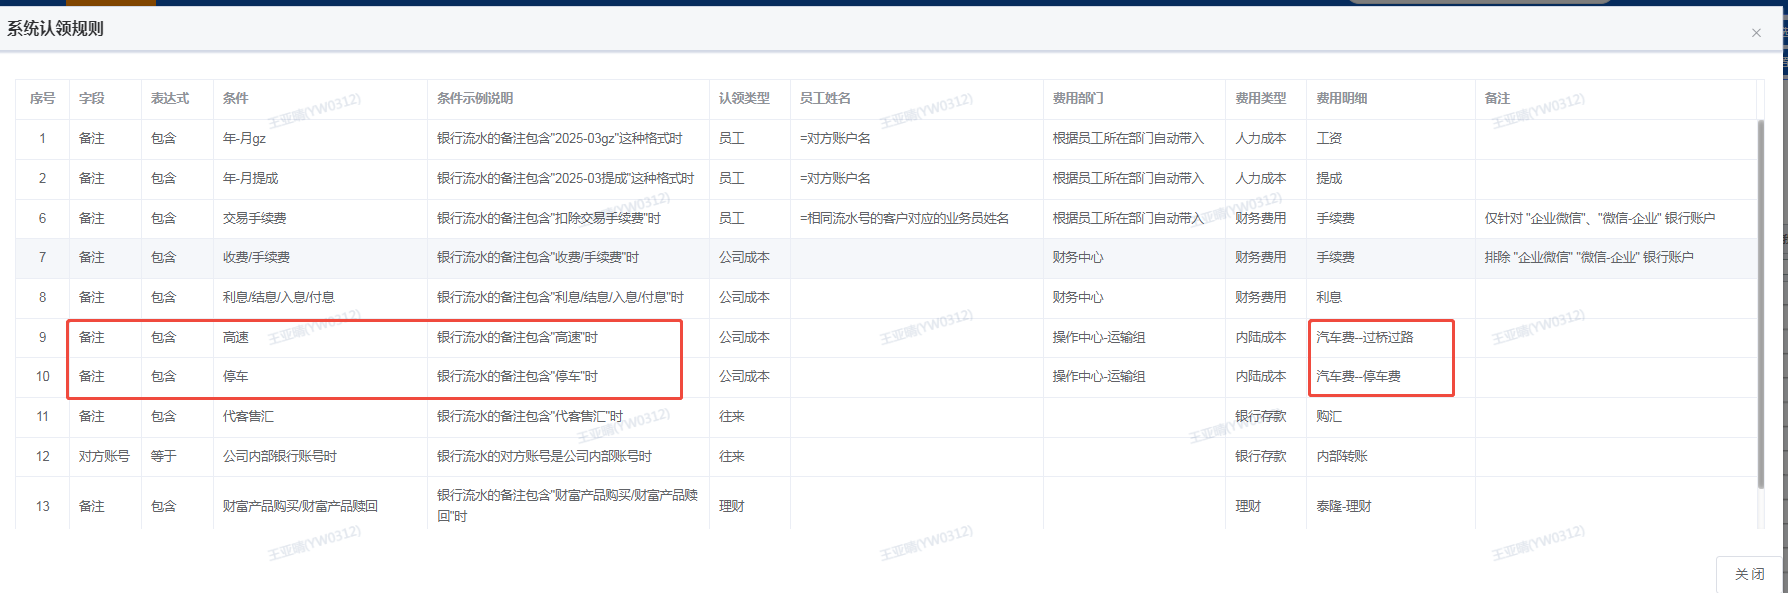 系统认领规则
序号 字段 表达式 条件 条件示例说明 认领类型 员工姓名 费用部门 费用类型 费用明细 备注
1 备注 包含 年-月gz 银行流水的备注包含"2025-03gz"这种格式时 员工 =对方账户名 根据员工所在部门自动带入 人力成本 工资
2 备注 包含 年-月提成 银行流水的备注包含"2025-03提成"这种格式时 员工 =对方账户名 根据员工所在部门自动带入 人力成本 提成
6 备注 包含 交易手续费 银行流水的备注包含"扣除交易手续费"时 员工 =相同流水号的客户对应的业务员姓名 根据员工所在部门自动带入 财务费用 手续费 仅针对 "企业微信"、"微信-企业" 银行账户
7 备注 包含 收费/手续费 银行流水的备注包含"收费/手续费"时 公司成本 财务中心 财务费用 手续费 排除 "企业微信" "微信-企业" 银行账户
8 备注 包含 利息/结息/入息/付息 银行流水的备注包含"利息/结息/入息/付息"时 公司成本 财务中心 财务费用 利息
9 备注 包含 高速 银行流水的备注包含"高速"时 公司成本 操作中心-运输组 内陆成本 汽车费--过桥过路
10 备注 包含 停车 银行流水的备注包含"停车"时 公司成本 操作中心-运输组 内陆成本 汽车费--停车费
11 备注 包含 代客售汇 银行流水的备注包含"代客售汇"时 往来 银行存款 购汇
12 对方账号 等于 公司内部银行账号时 银行流水的对方账号是公司内部账号时 往来 银行存款 内部转账
13 备注 包含 财富产品购买/财富产品赎回 银行流水的备注包含"财富产品购买/财富产品赎
回"时 理财 理财 泰隆-理财
关 闭
王亚晴(YW0312)